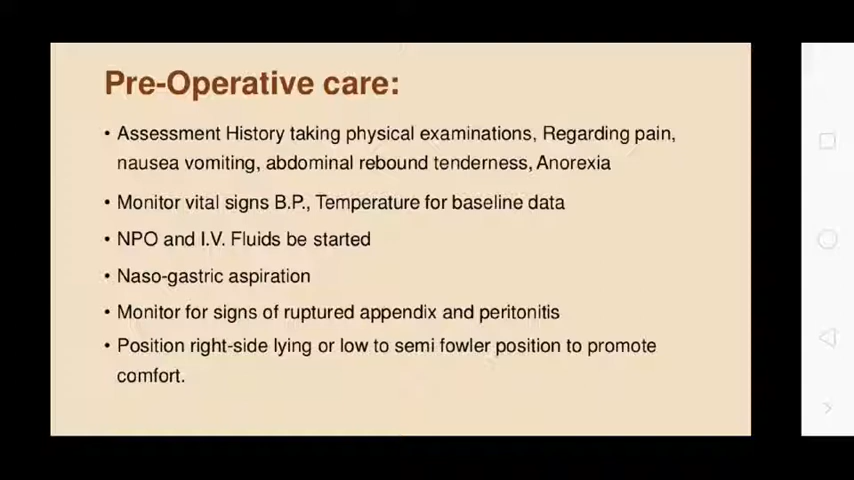 Pre-Operative care:
• Assessment History taking physical examinations, Regarding pain,
nausea vomiting, abdominal rebound tenderness, Anorexia
• Monitor vital signs B.P., Temperature for baseline data
• NPO and I.V. Fluids be started
• Naso-gastric aspiration
• Monitor for signs of ruptured appendix and peritonitis
• Position right-side lying or low to semi fowler position to promote
comfort.